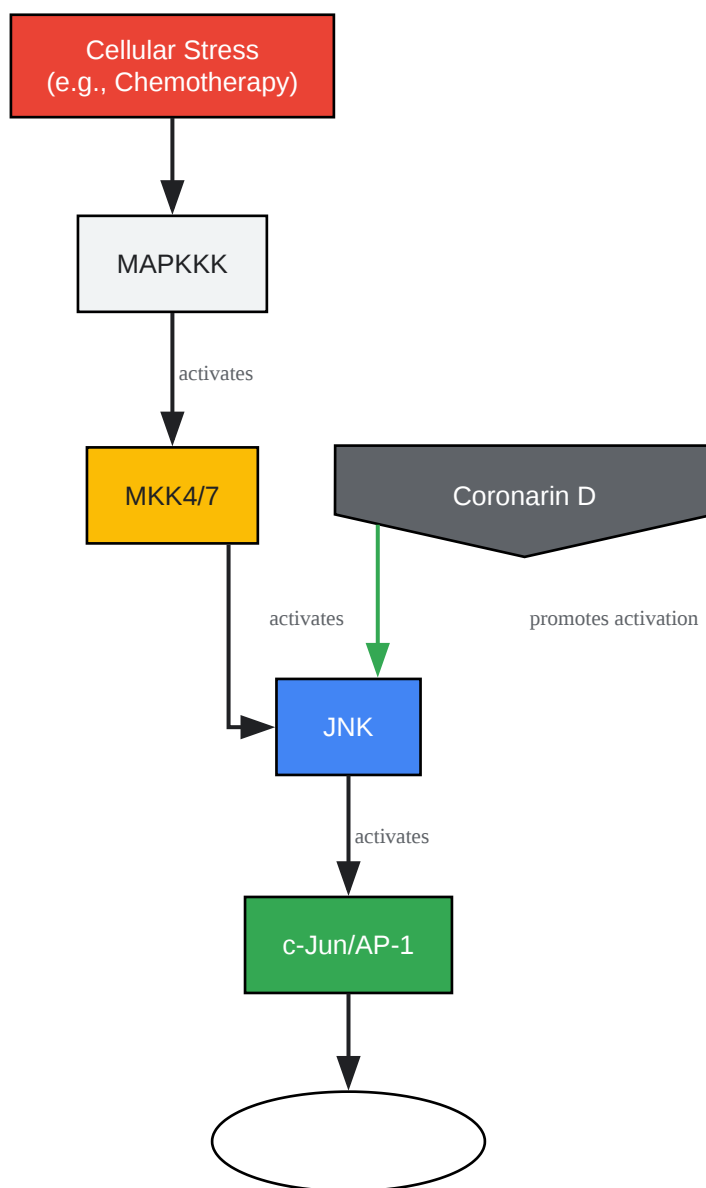 Cellular Stress
(e.g., Chemotherapy)
MAPKKK
activates
MKK4/7
Coronarin D
activates
promotes activation
JNK
activates
c-Jun/AP-1